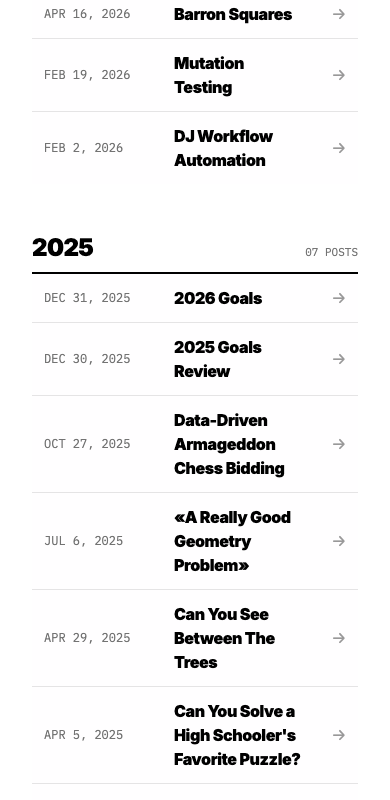 APR 16, 2026 Barron Squares →
FEB 19, 2026 Mutation
Testing →
FEB 2, 2026 DJ Workflow
Automation →
2025 07 POSTS
DEC 31, 2025 2026 Goals →
DEC 30, 2025 2025 Goals
Review →
OCT 27, 2025 Data-Driven
Armageddon
Chess Bidding →
JUL 6, 2025 «A Really Good
Geometry
Problem» →
APR 29, 2025 Can You See
Between The
Trees →
APR 5, 2025 Can You Solve a
High Schooler's
Favorite Puzzle? →